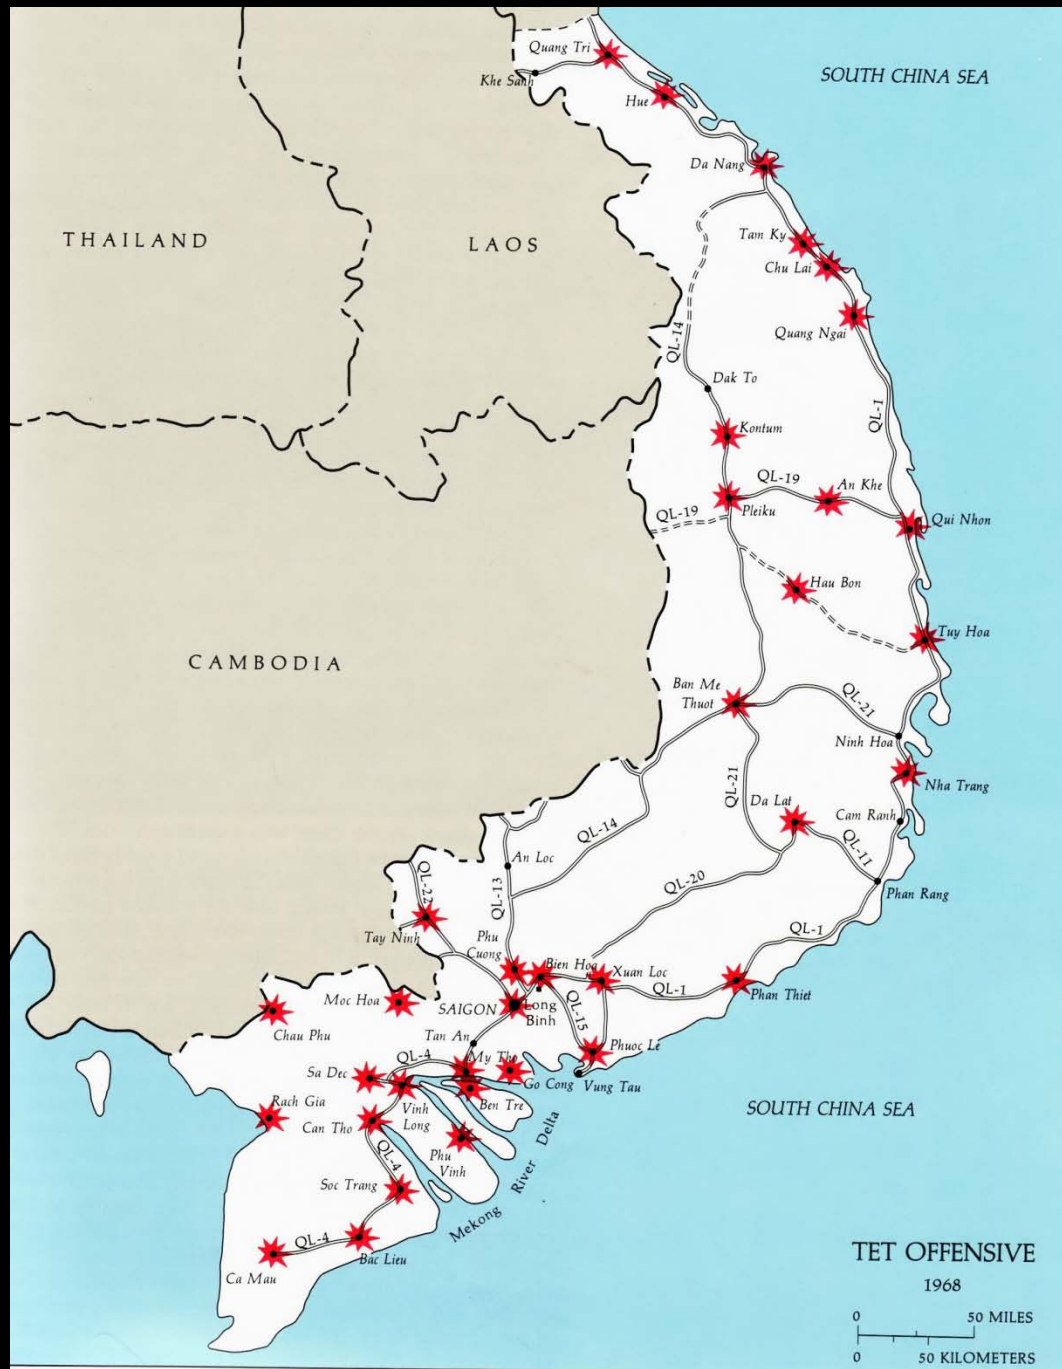 SOUTH CHINA SEA
Quang Tri
Khe Sanh
Hue
Da Nang
THAILAND
LAOS
Tam Ky
Chu Lai
Quang Ngai
QL-14
Dak To
QL-1
Kontum
QL-19
An Khe
Pleiku
QL-19
Qui Nhon
Hau Bon
Tuy Hoa
CAMBODIA
Ban Me
Thuot
QL-21
Ninh Hoa
Nha Trang
QL-21
Da Lat
Cam Ranh
QL-14
QL-11
An Loc
QL-22
QL-13
QL-20
Phan Rang
Tay Ninh
Phu
Cuong
QL-1
Bien Hoa
Xuan Loc
QL-1
Phan Thiet
Moc Hoa
SAIGON
Long
Binh
QL-15
Chau Phu
Tan An
Phuoc Le
QL-4
My Tho
Sa Dec
Go Cong
Vung Tau
Rach Gia
Vinh
Long
Ben Tre
Can Tho
SOUTH CHINA SEA
Phu
Vinh
QL-4
Soc Trang
Mekong River Delta
QL-4
Bac Lieu
Ca Mau
TET OFFENSIVE
1968
0 50 MILES
0 50 KILOMETERS